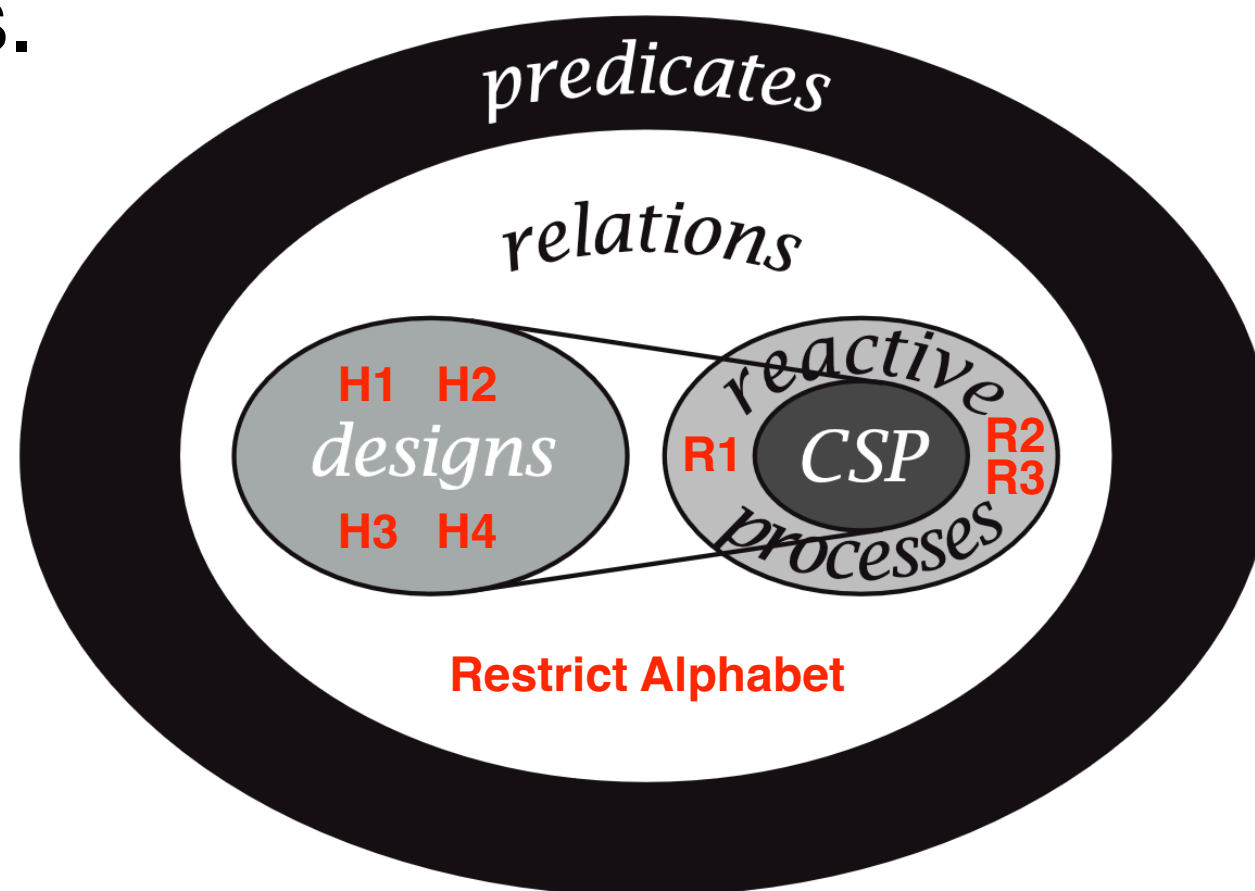 s.
predicates
relations
H1 H2
designs
H3 H4
reactive
R1
CSP
R2
R3
processes
Restrict Alphabet